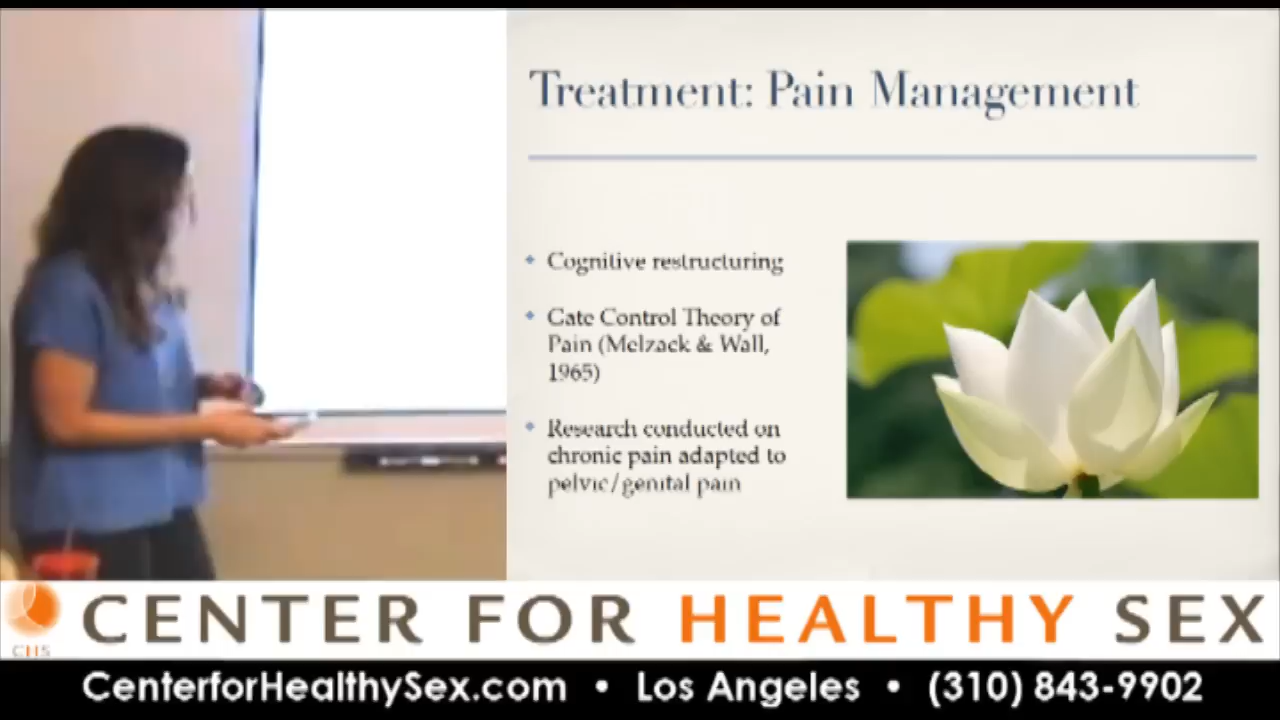 Treatment: Pain Management
Cognitive restructuring
Gate Control Theory of
Pain (Melzack & Wall,
1965)
Research conducted on
chronic pain adapted to
pelvic/genital pain
CHS
CENTER FOR HEALTHY SEX
CenterforHealthySex.com • Los Angeles • (310) 843-9902